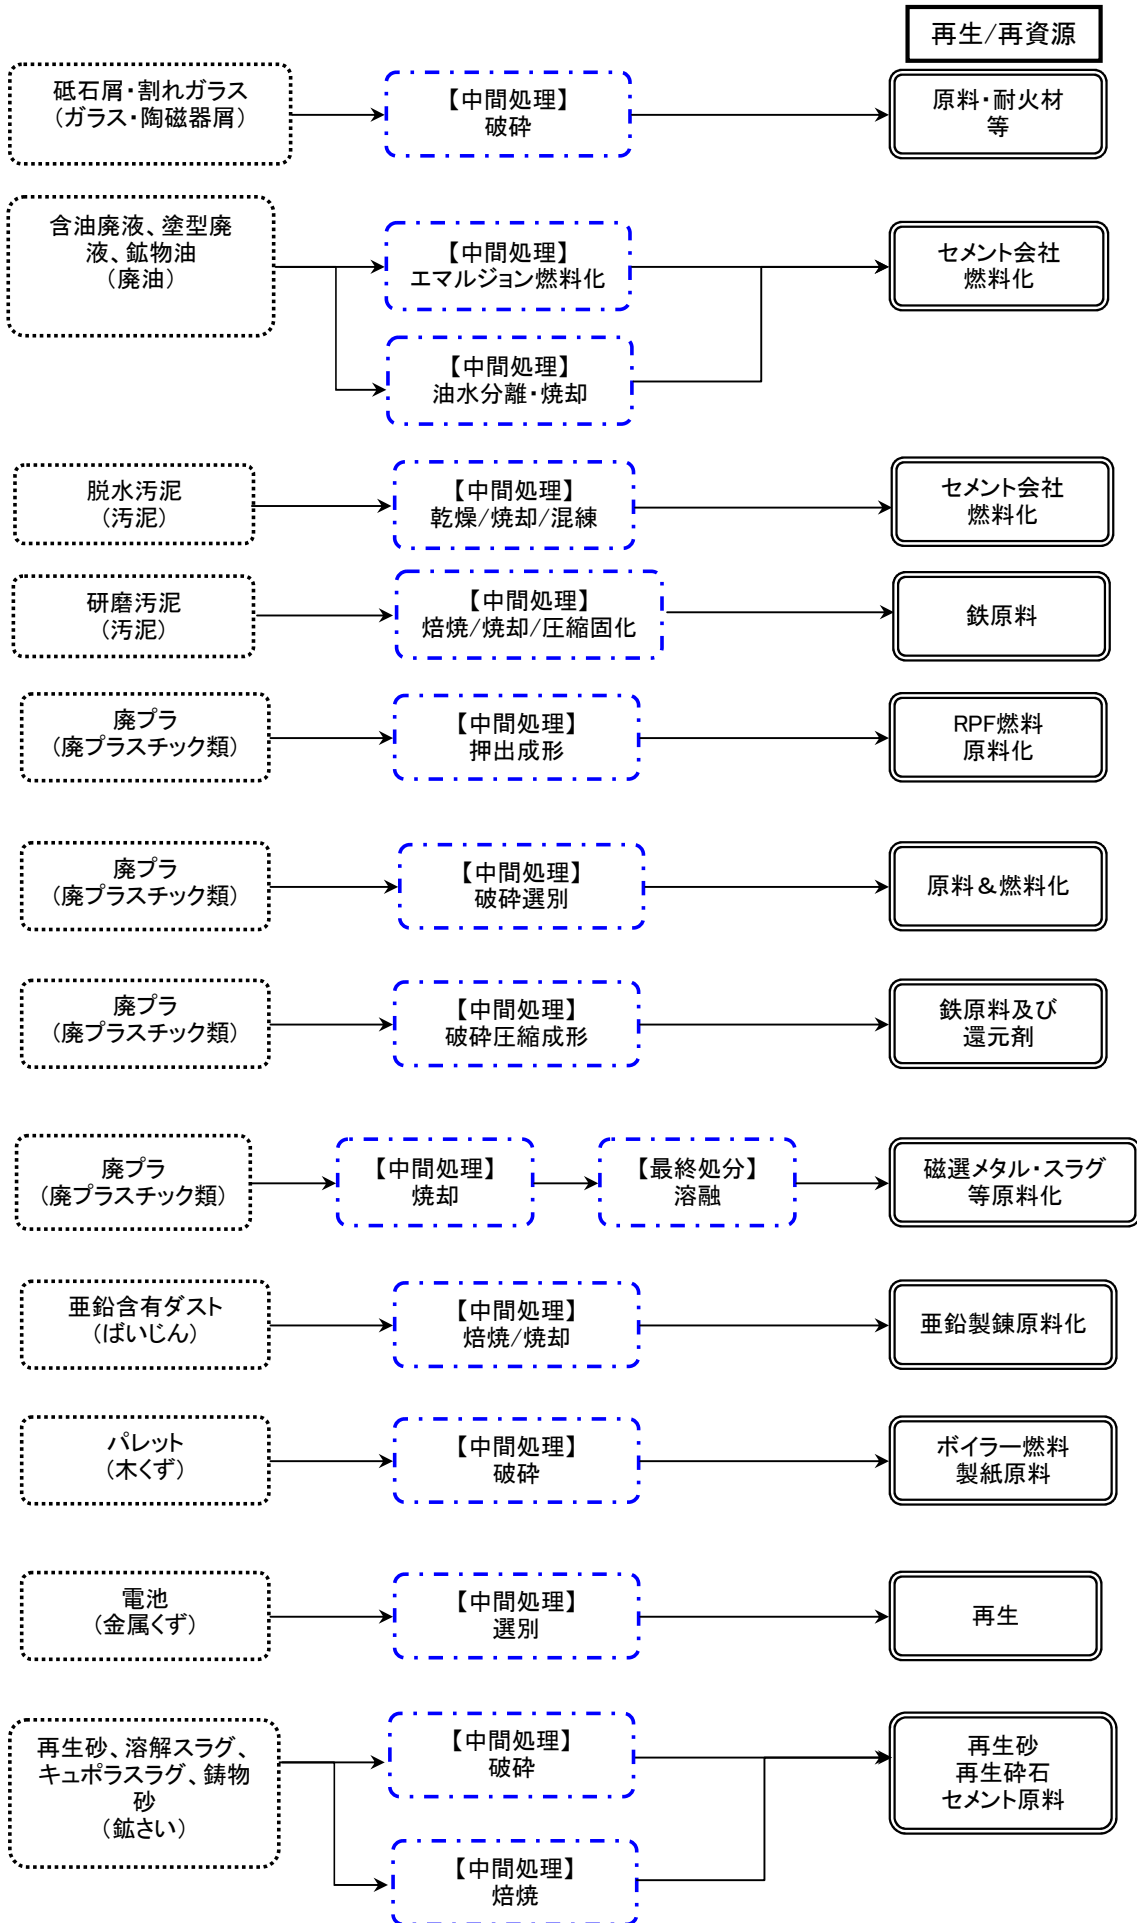 再生/再資源
砥石屑・割れガラス
(ガラス・陶磁器屑)
【中間処理】
破砕
原料・耐火材
等
含油廃液、塗型廃
液、鉱物油
(廃油)
【中間処理】
エマルジョン燃料化
セメント会社
燃料化
【中間処理】
油水分離・焼却
脱水汚泥
(汚泥)
【中間処理】
乾燥/焼却/混練
セメント会社
燃料化
研磨汚泥
(汚泥)
【中間処理】
焙焼/焼却/圧縮固化
鉄原料
廃プラ
(廃プラスチック類)
【中間処理】
押出成形
RPF燃料
原料化
廃プラ
(廃プラスチック類)
【中間処理】
破砕選別
原料&燃料化
廃プラ
(廃プラスチック類)
【中間処理】
破砕圧縮成形
鉄原料及び
還元剤
廃プラ
(廃プラスチック類)
【中間処理】
焼却
【最終処分】
溶融
磁選メタル・スラグ
等原料化
亜鉛含有ダスト
(ばいじん)
【中間処理】
焙焼/焼却
亜鉛製錬原料化
パレット
(木くず)
【中間処理】
破砕
ボイラー燃料
製紙原料
電池
(金属くず)
【中間処理】
選別
再生
再生砂、溶解スラグ、
キュポラスラグ、鋳物
砂
(鉱さい)
【中間処理】
破砕
再生砂
再生砕石
セメント原料
【中間処理】
焙焼